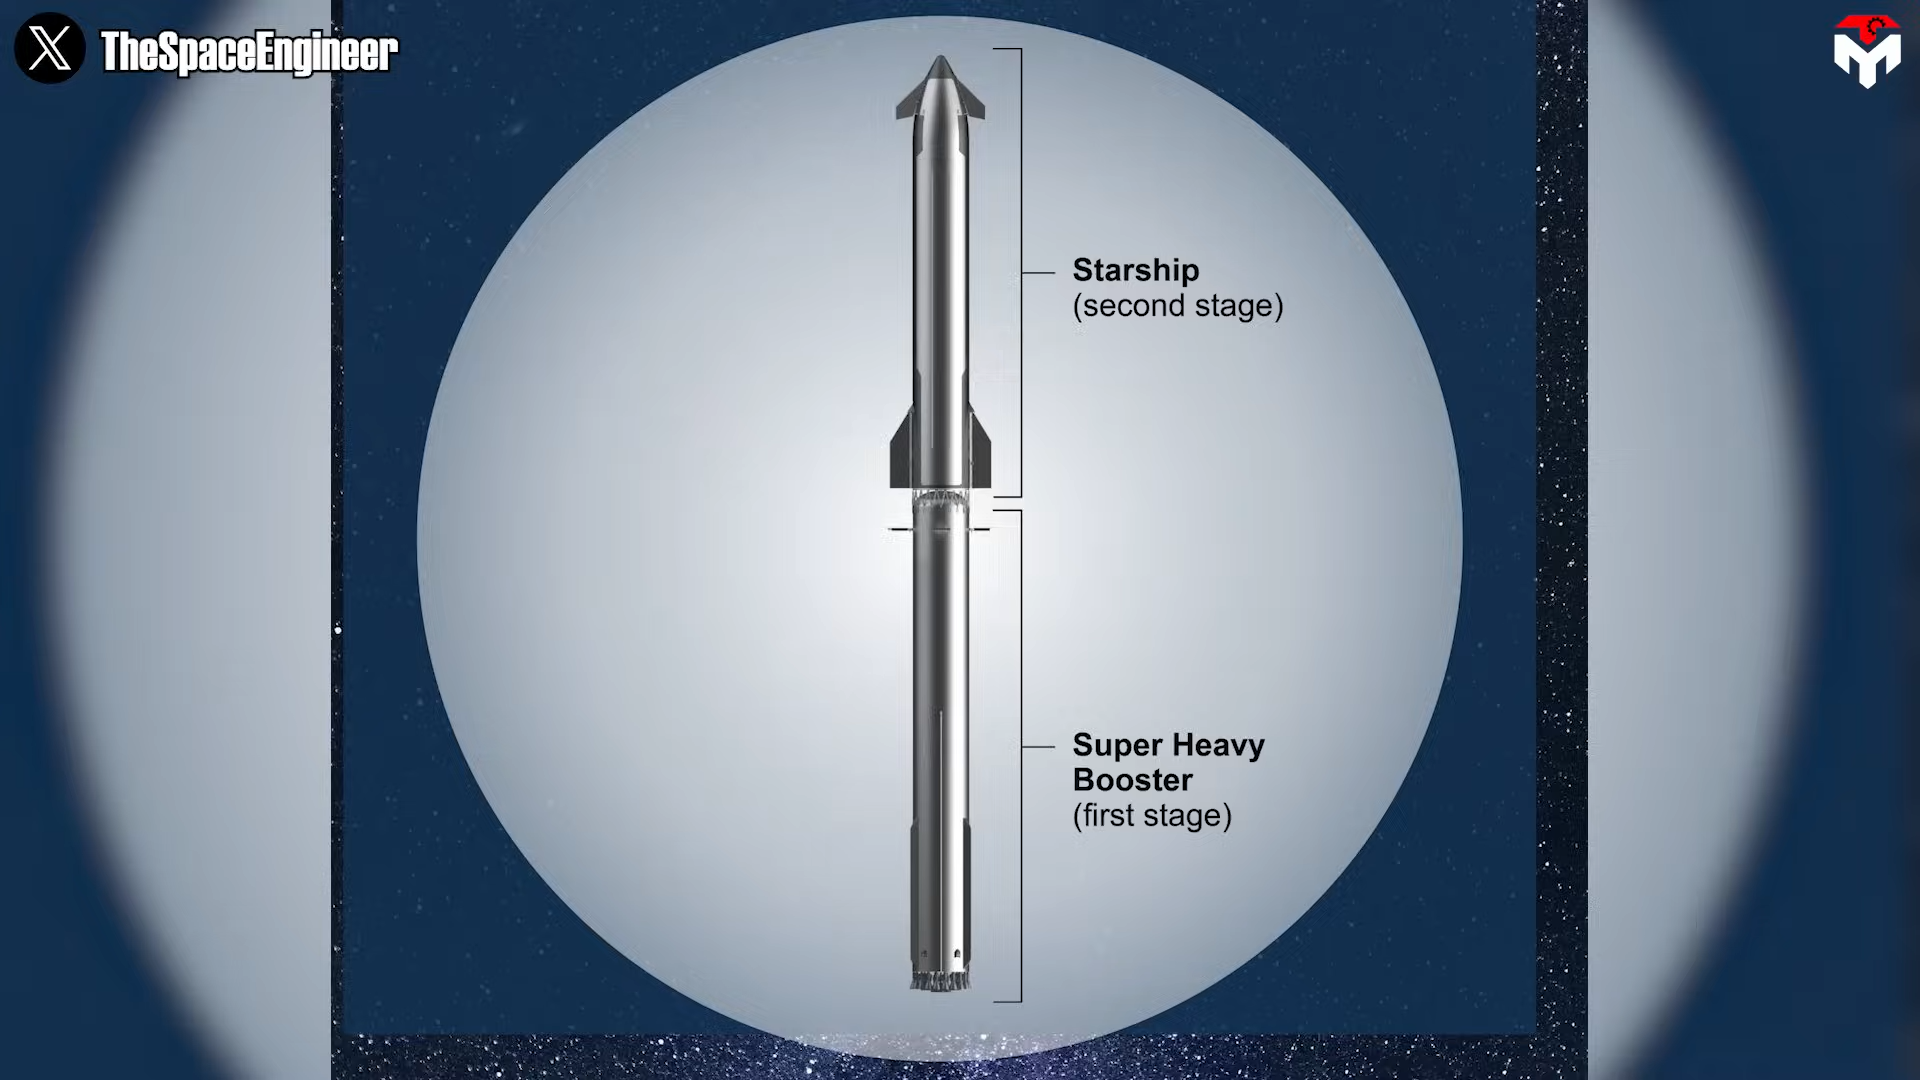 TheSpaceEngineer
Starship
(second stage)
Super Heavy
Booster
(first stage)